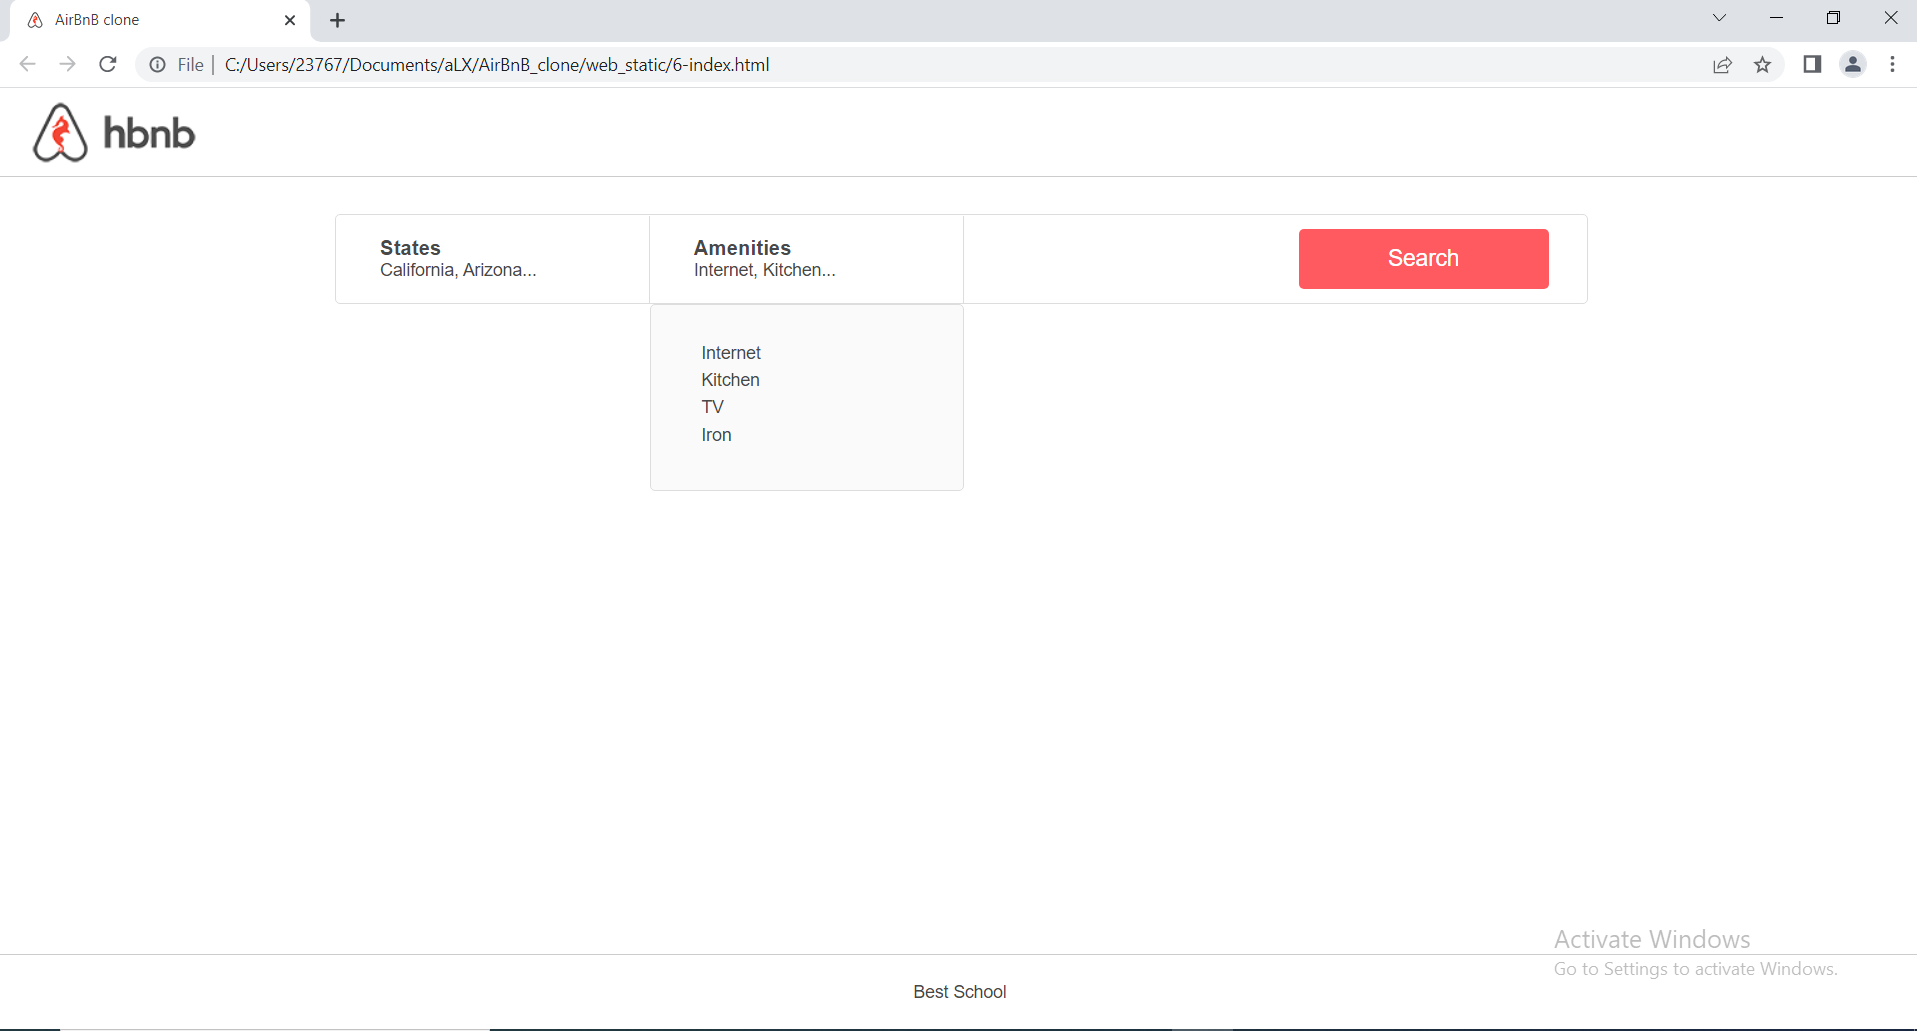 AirBnB clone
File | C:/Users/23767/Documents/aLX/AirBnB_clone/web_static/6-index.html
hbnb
States
California, Arizona...
Amenities
Internet, Kitchen...
Search
Internet
Kitchen
TV
Iron
Activate Windows
Go to Settings to activate Windows.
Best School